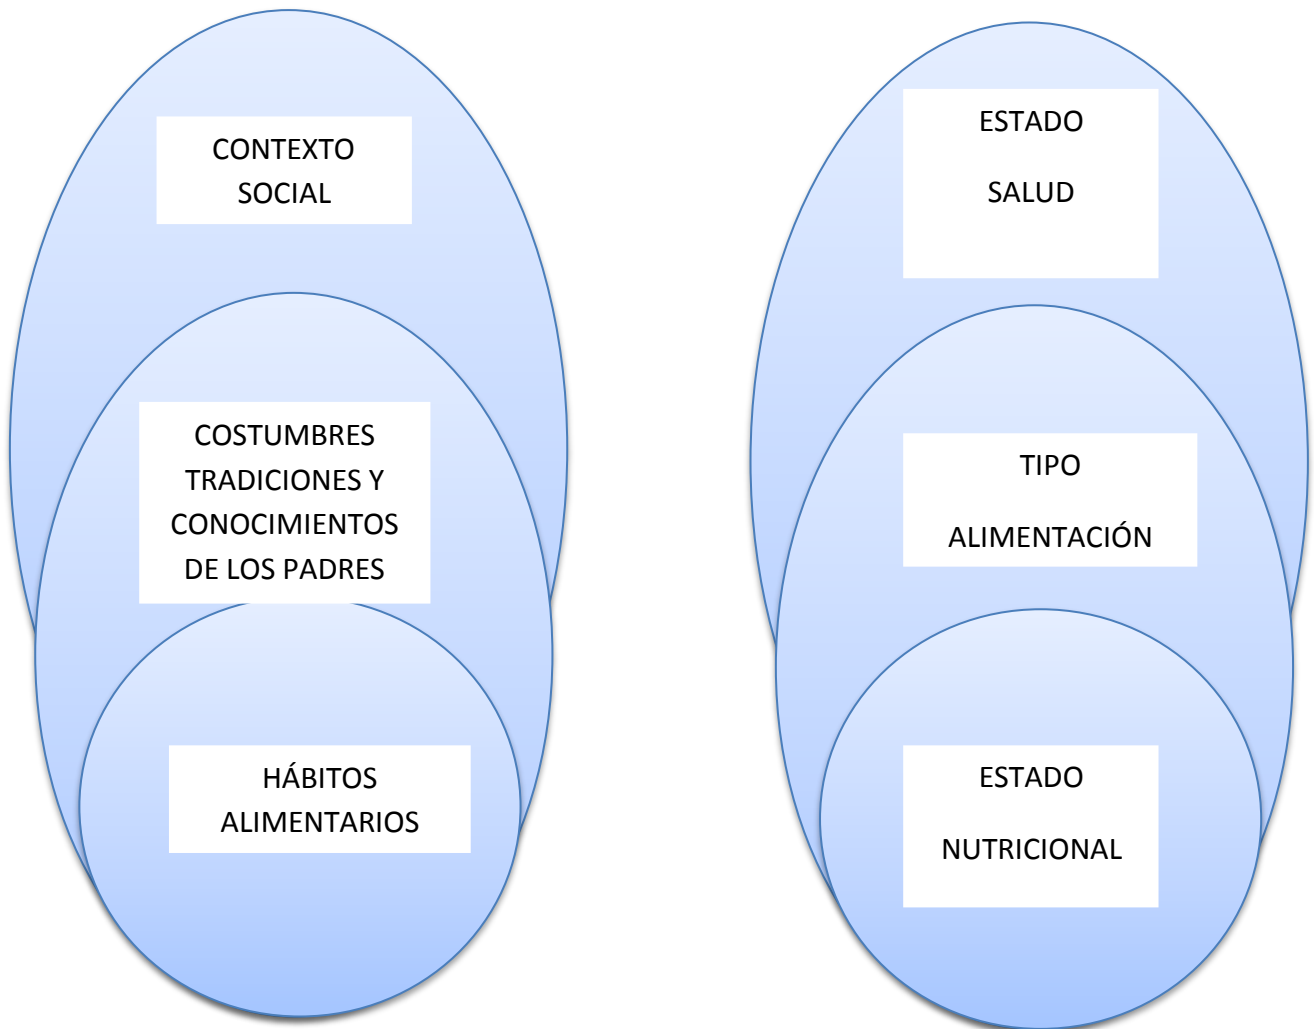 CONTEXTO
SOCIAL
COSTUMBRES
TRADICIONES Y
CONOCIMIENTOS
DE LOS PADRES
HÁBITOS
ALIMENTARIOS
ESTADO
SALUD
TIPO
ALIMENTACIÓN
ESTADO
NUTRICIONAL